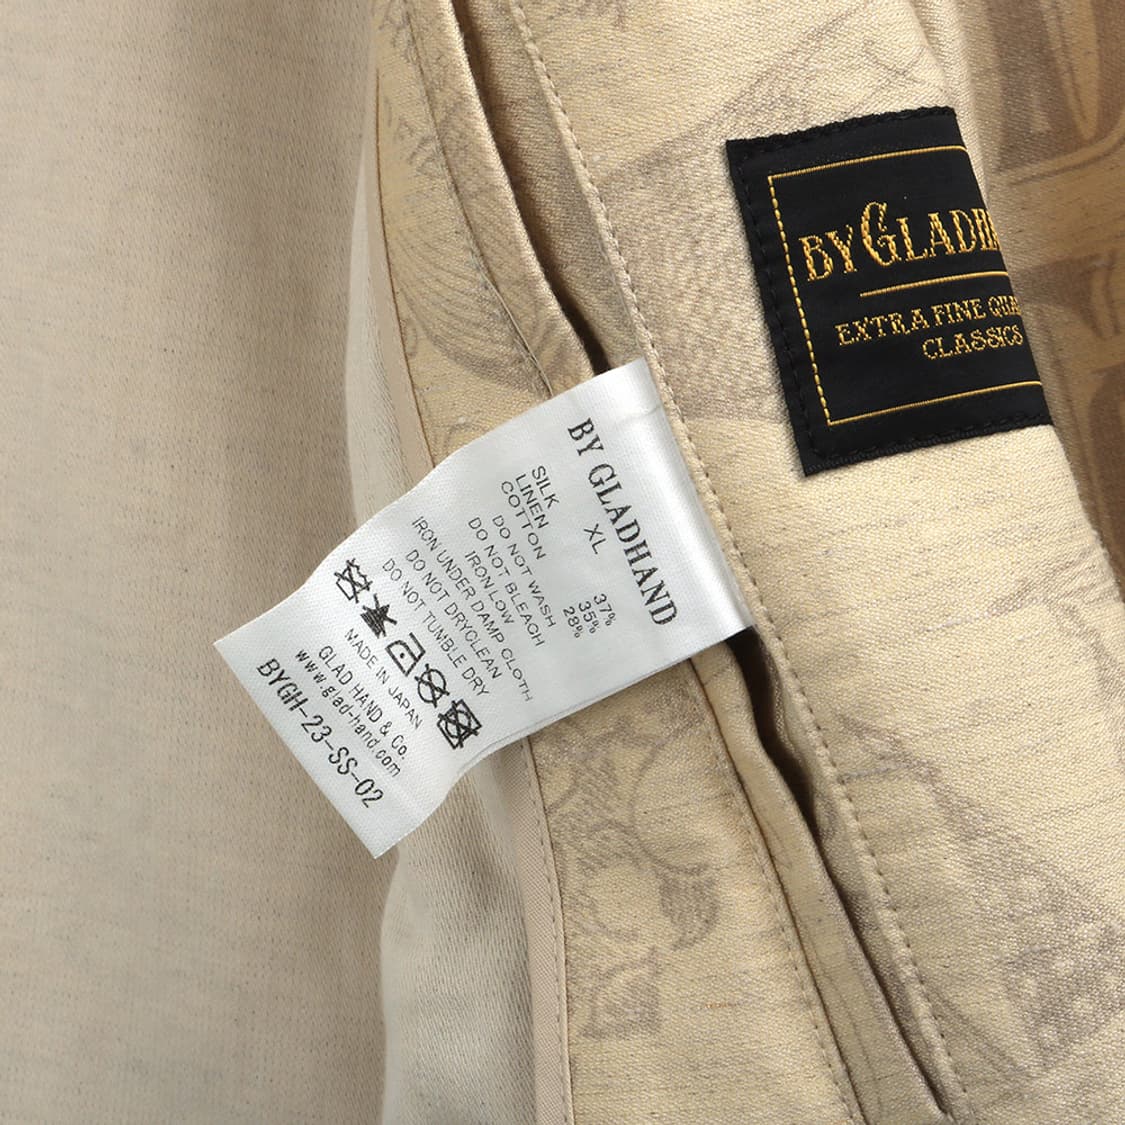 BY GLADHAND
XL
SILK 37%
LINEN 35%
COTTON 28%
DO NOT WASH
DO NOT BLEACH
IRON LOW
IRON UNDER DAMP CLOTH
DO NOT DRYCLEAN
DO NOT TUMBLE DRY
MADE IN JAPAN
GLAD HAND & Co.
www.glad-hand.com
BYGH-23-SS-02
BY GLADH
EXTRA FINE QUA
CLASSICS